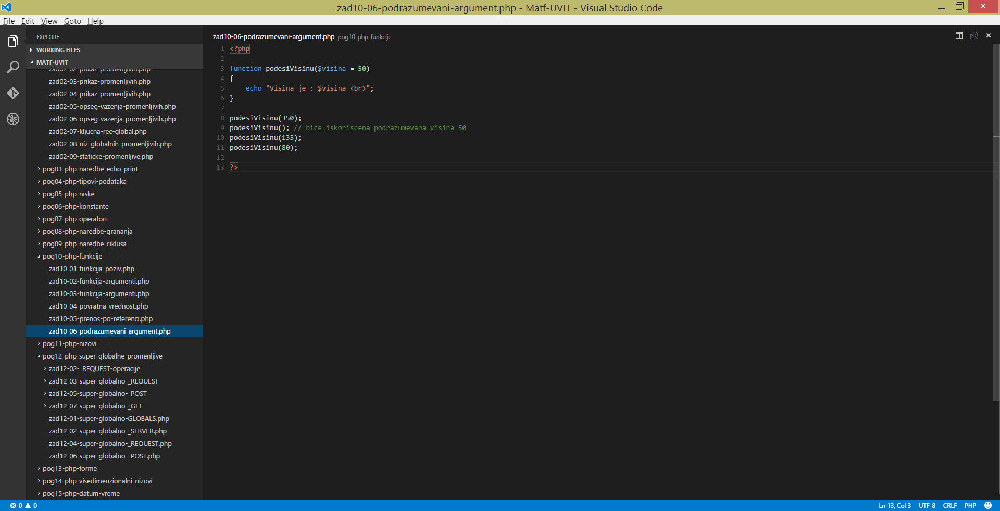 zad10-06-podrazumevani-argument.php - Matf-UVIT - Visual Studio Code
File Edit View Goto Help
EXPLORE
WORKING FILES
MATF-UVIT
zad02-02-prikaz-promenljivih.php
zad02-03-prikaz-promenljivih.php
zad02-04-prikaz-promenljivih.php
zad02-05-opseg-vazenja-promenljivih.php
zad02-06-opseg-vazenja-promenljivih.php
zad02-07-kljucna-rec-global.php
zad02-08-niz-globalnih-promenljivih.php
zad02-09-staticke-promenljive.php
pog03-php-naredbe-echo-print
pog04-php-tipovi-podataka
pog05-php-niske
pog06-php-konstante
pog07-php-operatori
pog08-php-naredbe-grananja
pog09-php-naredbe-ciklusa
pog10-php-funkcije
zad10-01-funkcija-poziv.php
zad10-02-funkcija-argumenti.php
zad10-03-funkcija-argumenti.php
zad10-04-povratna-vrednost.php
zad10-05-prenos-po-referenci.php
zad10-06-podrazumevani-argument.php
pog11-php-nizovi
pog12-php-super-globalne-promenljive
zad12-02-_REQUEST-operacije
zad12-03-super-globalno-_REQUEST
zad12-05-super-globalno-_POST
zad12-07-super-globalno-_GET
zad12-01-super-globalno-GLOBALS.php
zad12-02-super-globalno-_SERVER.php
zad12-04-super-globalno-_REQUEST.php
zad12-06-super-globalno-_POST.php
pog13-php-forme
pog14-php-visedimenzionalni-nizovi
pog15-php-datum-vreme
zad10-06-podrazumevani-argument.php pog10-php-funkcije
1 <?php
2
3 function podesiVisinu($visina = 50)
4 {
5     echo "Visina je : $visina <br>";
6 }
7
8 podesiVisinu(350);
9 podesiVisinu(); // bice iskoriscena podrazumevana visina 50
10 podesiVisinu(135);
11 podesiVisinu(80);
12
13 ?>
0 0
Ln 13, Col 3 UTF-8 CRLF PHP